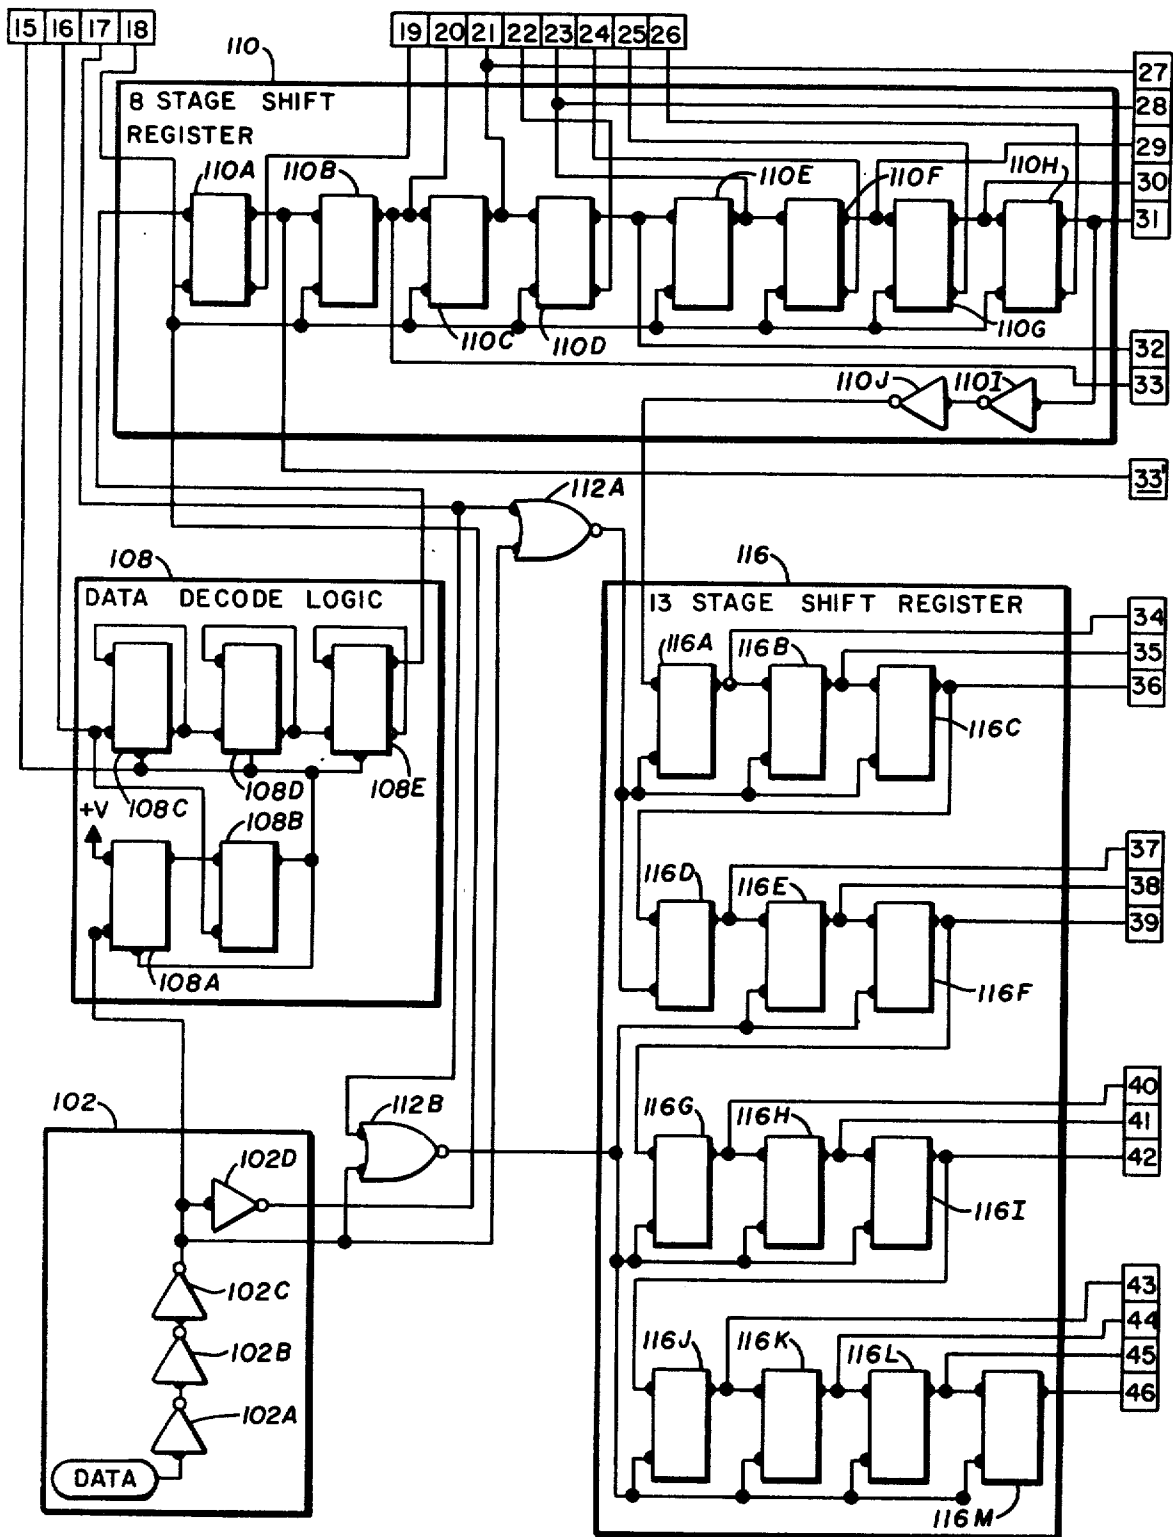 15 16 17 18
19 20 21 22 23 24 25 26
110
27
28
29
30
31
8 STAGE SHIFT
REGISTER
110A
110B
110E
110F
110H
110C
110D
110G
32
33
110J
110I
33'
112A
108
DATA DECODE LOGIC
108C
108D
108E
+V
108B
108A
116
13 STAGE SHIFT REGISTER
34
35
36
116A
116B
116C
37
38
39
116D
116E
116F
102
112B
102D
102C
102B
102A
DATA
40
41
42
116G
116H
116I
43
44
45
46
116J
116K
116L
116M